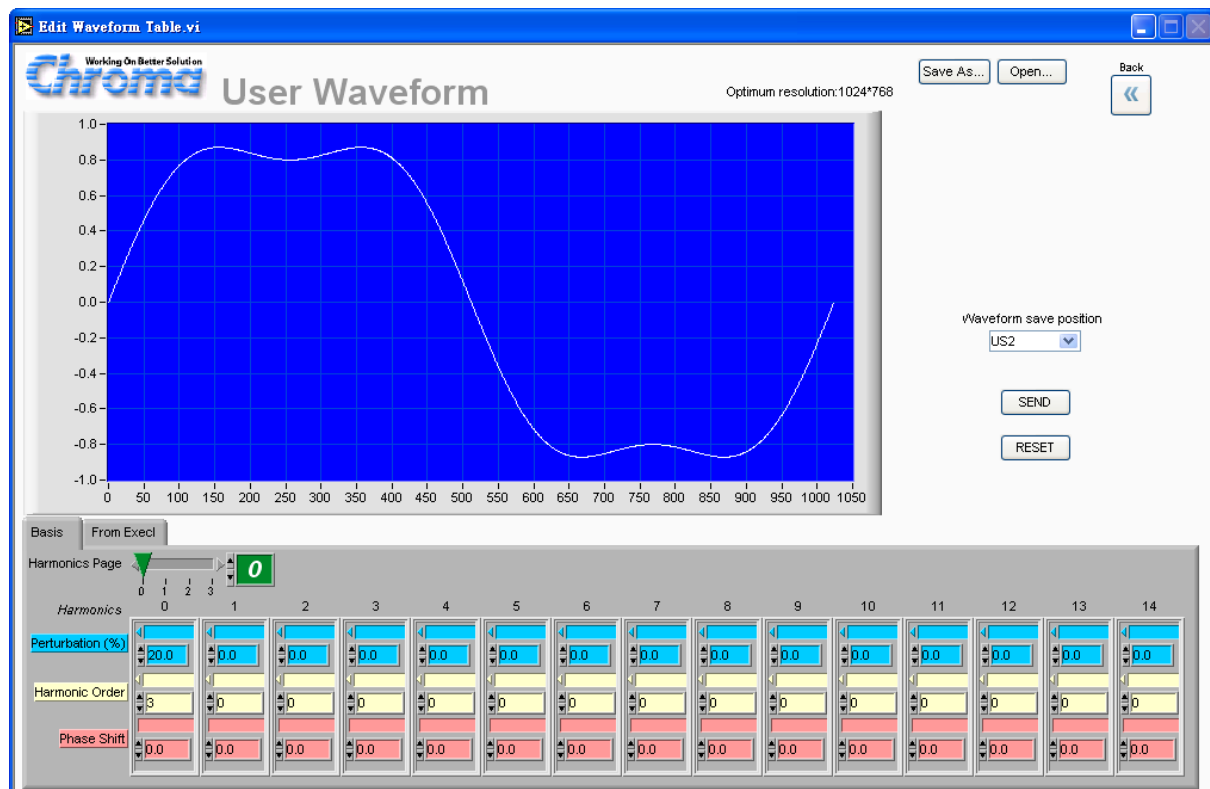 Edit Waveform Table.vi
Working On Better Solution
Chroma
User Waveform
Optimum resolution:1024*768
Save As...
Open...
Back
1.0
0.8
0.6
0.4
0.2
0.0
-0.2
-0.4
-0.6
-0.8
-1.0
0 50 100 150 200 250 300 350 400 450 500 550 600 650 700 750 800 850 900 950 1000 1050
Waveform save position
US2
SEND
RESET
Basis
From Execl
Harmonics Page
0
0 1 2 3
Harmonics 0 1 2 3 4 5 6 7 8 9 10 11 12 13 14
Perturbation (%) 20.0 0.0 0.0 0.0 0.0 0.0 0.0 0.0 0.0 0.0 0.0 0.0 0.0 0.0 0.0
Harmonic Order 3 0 0 0 0 0 0 0 0 0 0 0 0 0 0
Phase Shift 0.0 0.0 0.0 0.0 0.0 0.0 0.0 0.0 0.0 0.0 0.0 0.0 0.0 0.0 0.0